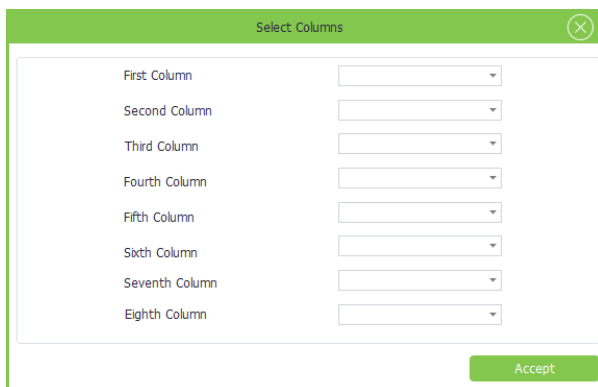 Select Columns
First Column
Second Column
Third Column
Fourth Column
Fifth Column
Sixth Column
Seventh Column
Eighth Column
Accept